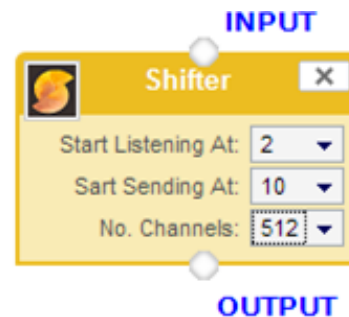 INPUT
Shifter
Start Listening At: 2
Sart Sending At: 10
No. Channels: 512
OUTPUT